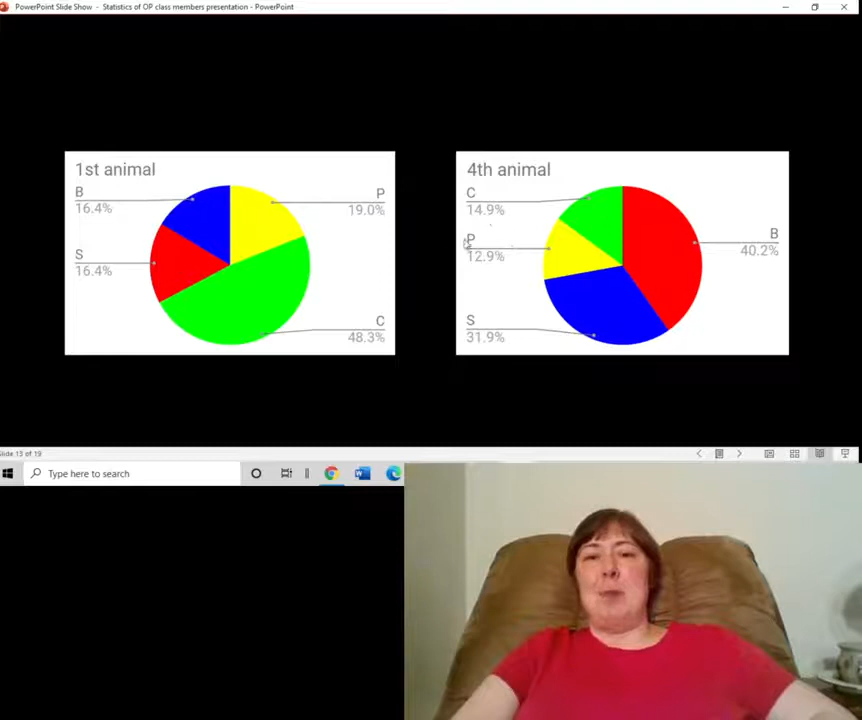 PowerPoint Slide Show - Statistics of OP class members presentation - PowerPoint
1st animal
B
16.4%
P
19.0%
S
16.4%
C
48.3%
4th animal
C
14.9%
P
12.9%
B
40.2%
S
31.9%
Slide 13 of 19
Type here to search